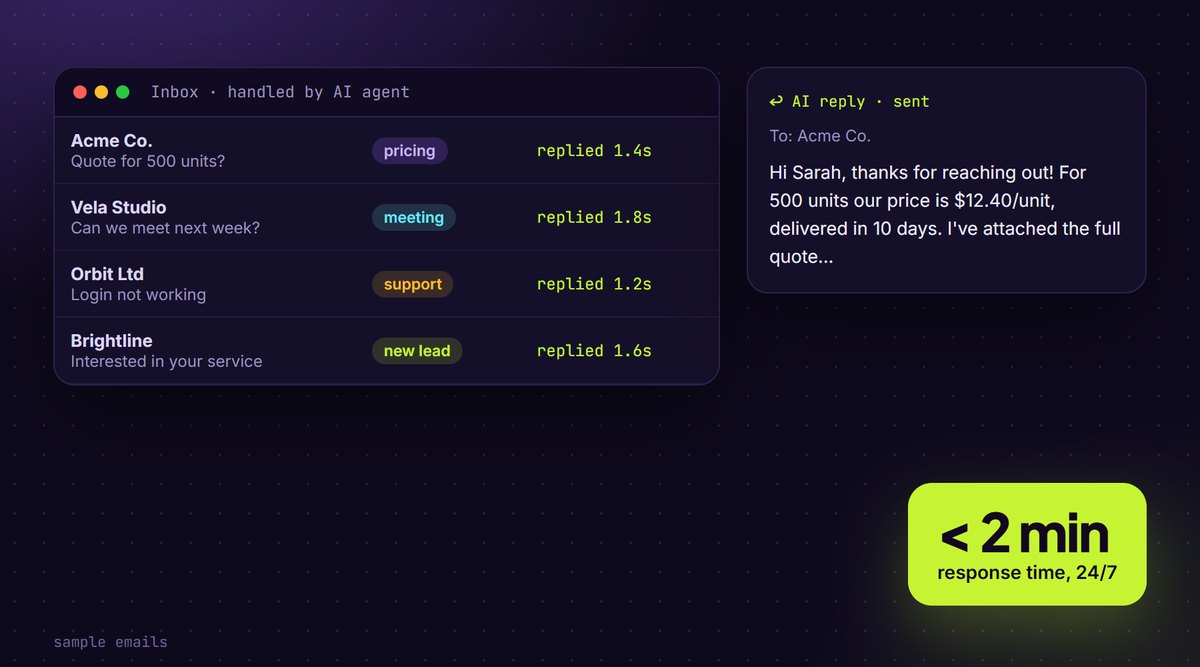 Inbox · handled by AI agent
Acme Co.
Quote for 500 units?
pricing
replied 1.4s
Vela Studio
Can we meet next week?
meeting
replied 1.8s
Orbit Ltd
Login not working
support
replied 1.2s
Brightline
Interested in your service
new lead
replied 1.6s
↩ AI reply · sent
To: Acme Co.
Hi Sarah, thanks for reaching out! For
500 units our price is $12.40/unit,
delivered in 10 days. I've attached the full
quote...
< 2 min
response time, 24/7
sample emails